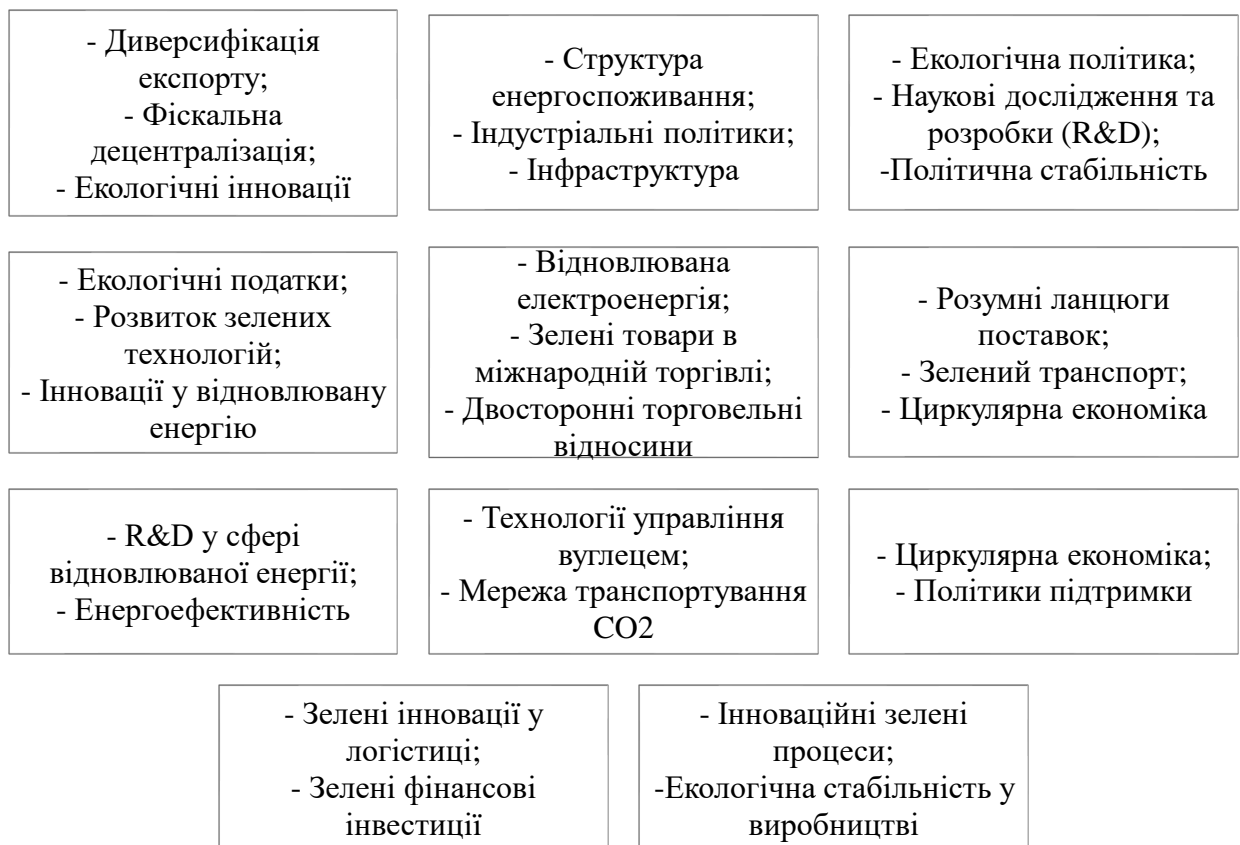 - Диверсифікація
експорту;
- Фіскальна
децентралізація;
- Екологічні інновації
- Структура
енергоспоживання;
- Індустріальні політики;
- Інфраструктура
- Екологічна політика;
- Наукові дослідження та
розробки (R&D);
-Політична стабільність
- Екологічні податки;
- Розвиток зелених
технологій;
- Інновації у відновлювану
енергію
- Відновлювана
електроенергія;
- Зелені товари в
міжнародній торгівлі;
- Двосторонні торговельні
відносини
- Розумні ланцюги
поставок;
- Зелений транспорт;
- Циркулярна економіка
- R&D у сфері
відновлюваної енергії;
- Енергоефективність
- Технології управління
вуглецем;
- Мережа транспортування
CO2
- Циркулярна економіка;
- Політики підтримки
- Зелені інновації у
логістиці;
- Зелені фінансові
інвестиції
- Інноваційні зелені
процеси;
-Екологічна стабільність у
виробництві